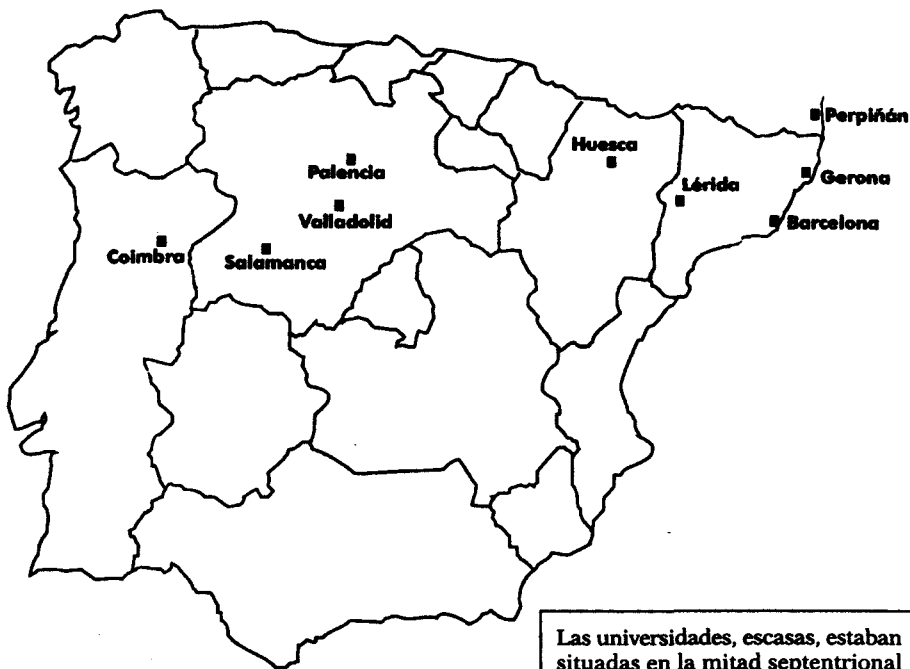 Perpiñán
Huesca
Palencia
Lérida
Gerona
Valladolid
Barcelona
Coimbra
Salamanca
Las universidades, escasas, estaban
situadas en la mitad septentrional